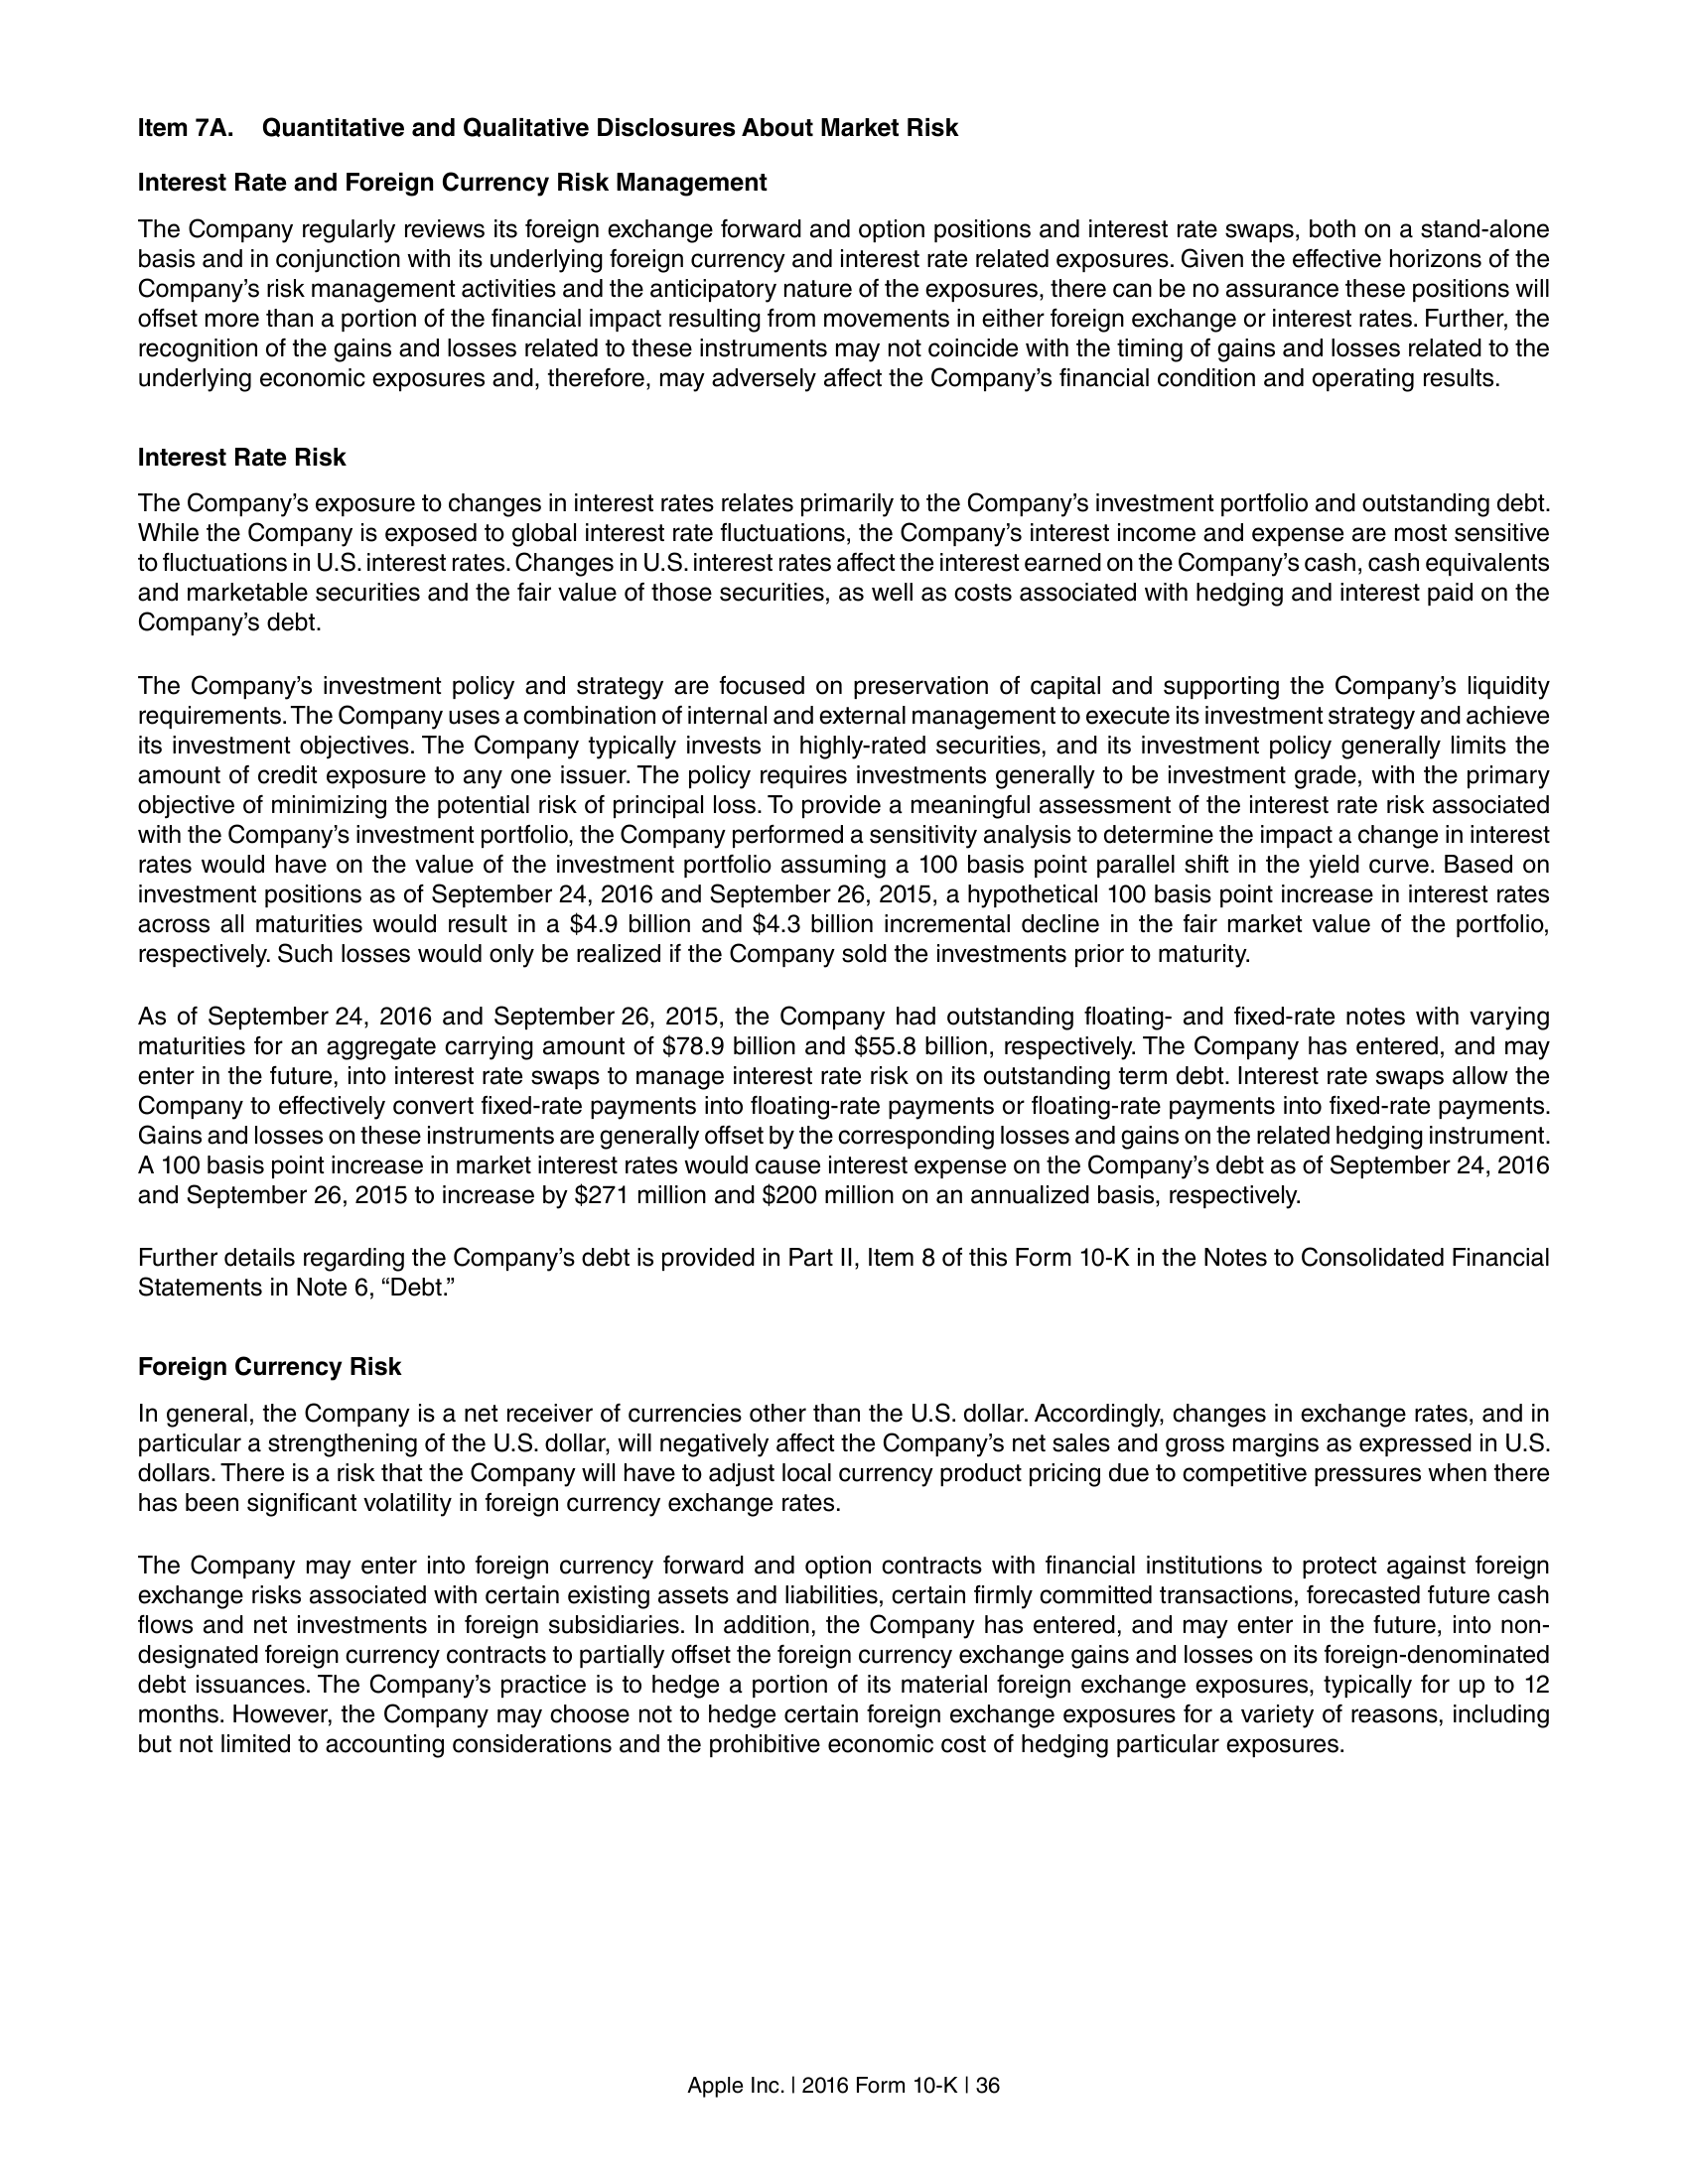 Item 7A. Quantitative and Qualitative Disclosures About Market Risk
Interest Rate and Foreign Currency Risk Management
The Company regularly reviews its foreign exchange forward and option positions and interest rate swaps, both on a stand-alone
basis and in conjunction with its underlying foreign currency and interest rate related exposures. Given the effective horizons of the
Company’s risk management activities and the anticipatory nature of the exposures, there can be no assurance these positions will
offset more than a portion of the financial impact resulting from movements in either foreign exchange or interest rates. Further, the
recognition of the gains and losses related to these instruments may not coincide with the timing of gains and losses related to the
underlying economic exposures and, therefore, may adversely affect the Company’s financial condition and operating results.
Interest Rate Risk
The Company’s exposure to changes in interest rates relates primarily to the Company’s investment portfolio and outstanding debt.
While the Company is exposed to global interest rate fluctuations, the Company’s interest income and expense are most sensitive
to fluctuations in U.S. interest rates. Changes in U.S. interest rates affect the interest earned on the Company’s cash, cash equivalents
and marketable securities and the fair value of those securities, as well as costs associated with hedging and interest paid on the
Company’s debt.
The Company’s investment policy and strategy are focused on preservation of capital and supporting the Company’s liquidity
requirements. The Company uses a combination of internal and external management to execute its investment strategy and achieve
its investment objectives. The Company typically invests in highly-rated securities, and its investment policy generally limits the
amount of credit exposure to any one issuer. The policy requires investments generally to be investment grade, with the primary
objective of minimizing the potential risk of principal loss. To provide a meaningful assessment of the interest rate risk associated
with the Company’s investment portfolio, the Company performed a sensitivity analysis to determine the impact a change in interest
rates would have on the value of the investment portfolio assuming a 100 basis point parallel shift in the yield curve. Based on
investment positions as of September 24, 2016 and September 26, 2015, a hypothetical 100 basis point increase in interest rates
across all maturities would result in a $4.9 billion and $4.3 billion incremental decline in the fair market value of the portfolio,
respectively. Such losses would only be realized if the Company sold the investments prior to maturity.
As of September 24, 2016 and September 26, 2015, the Company had outstanding floating- and fixed-rate notes with varying
maturities for an aggregate carrying amount of $78.9 billion and $55.8 billion, respectively. The Company has entered, and may
enter in the future, into interest rate swaps to manage interest rate risk on its outstanding term debt. Interest rate swaps allow the
Company to effectively convert fixed-rate payments into floating-rate payments or floating-rate payments into fixed-rate payments.
Gains and losses on these instruments are generally offset by the corresponding losses and gains on the related hedging instrument.
A 100 basis point increase in market interest rates would cause interest expense on the Company’s debt as of September 24, 2016
and September 26, 2015 to increase by $271 million and $200 million on an annualized basis, respectively.
Further details regarding the Company’s debt is provided in Part II, Item 8 of this Form 10-K in the Notes to Consolidated Financial
Statements in Note 6, “Debt.”
Foreign Currency Risk
In general, the Company is a net receiver of currencies other than the U.S. dollar. Accordingly, changes in exchange rates, and in
particular a strengthening of the U.S. dollar, will negatively affect the Company’s net sales and gross margins as expressed in U.S.
dollars. There is a risk that the Company will have to adjust local currency product pricing due to competitive pressures when there
has been significant volatility in foreign currency exchange rates.
The Company may enter into foreign currency forward and option contracts with financial institutions to protect against foreign
exchange risks associated with certain existing assets and liabilities, certain firmly committed transactions, forecasted future cash
flows and net investments in foreign subsidiaries. In addition, the Company has entered, and may enter in the future, into non-
designated foreign currency contracts to partially offset the foreign currency exchange gains and losses on its foreign-denominated
debt issuances. The Company’s practice is to hedge a portion of its material foreign exchange exposures, typically for up to 12
months. However, the Company may choose not to hedge certain foreign exchange exposures for a variety of reasons, including
but not limited to accounting considerations and the prohibitive economic cost of hedging particular exposures.
Apple Inc. | 2016 Form 10-K | 36